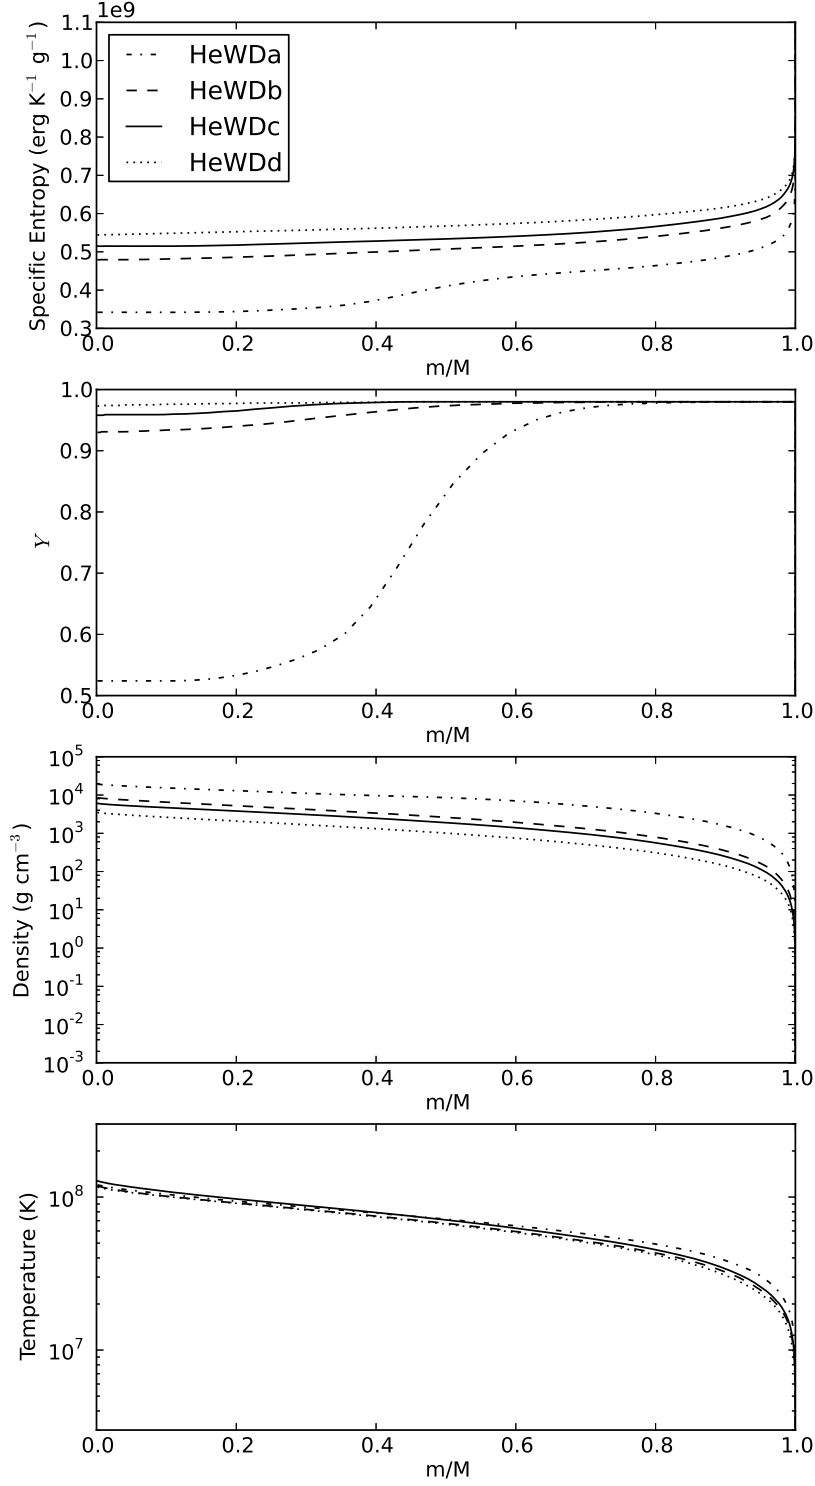 1e9
1.1
1.0
0.9
0.8
0.7
0.6
0.5
0.4
0.3
Specific Entropy (erg K⁻¹ g⁻¹)
HeWDa
HeWDb
HeWDc
HeWDd
0.0 0.2 0.4 0.6 0.8 1.0
m/M
1.0
0.9
0.8
0.7
0.6
0.5
Y
0.0 0.2 0.4 0.6 0.8 1.0
m/M
10⁵
10⁴
10³
10²
10¹
10⁰
10⁻¹
10⁻²
10⁻³
Density (g cm⁻³)
0.0 0.2 0.4 0.6 0.8 1.0
m/M
10⁸
10⁷
Temperature (K)
0.0 0.2 0.4 0.6 0.8 1.0
m/M